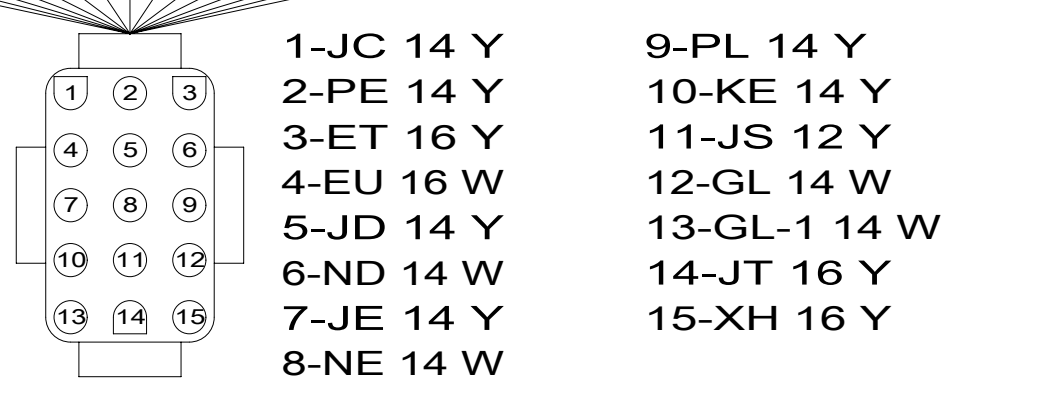 1 2 3
4 5 6
7 8 9
10 11 12
13 14 15
1-JC 14 Y
2-PE 14 Y
3-ET 16 Y
4-EU 16 W
5-JD 14 Y
6-ND 14 W
7-JE 14 Y
8-NE 14 W
9-PL 14 Y
10-KE 14 Y
11-JS 12 Y
12-GL 14 W
13-GL-1 14 W
14-JT 16 Y
15-XH 16 Y